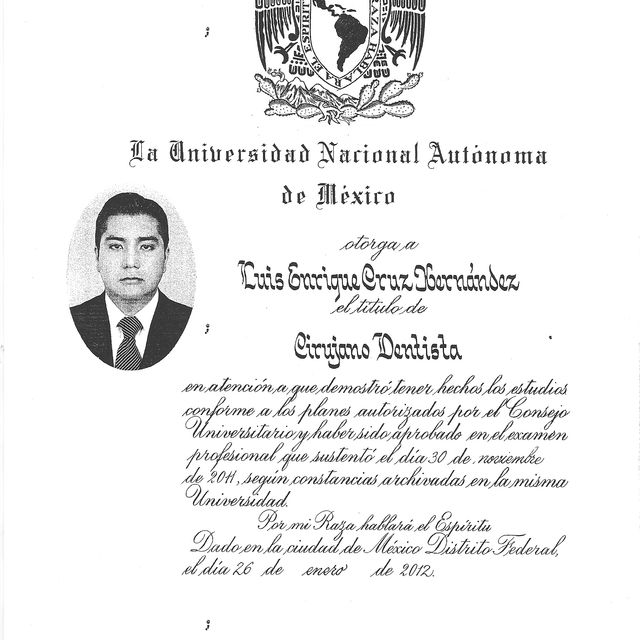 RAZA HABLARA EL ESPIRITU
La Universidad Nacional Autónoma
de México
otorga a
Luis Enrique Cruz Hernández
el título de
Cirujano Dentista
en atención a que demostró tener hechos los estudios
conforme a los planes autorizados por el Consejo
Universitario y haber sido aprobado en el examen
profesional que sustentó el día 30 de noviembre
de 2011, según constancias archivadas en la misma
Universidad.
Por mi Raza hablará el Espíritu
Dado en la ciudad de México Distrito Federal,
el día 26 de enero de 2012.